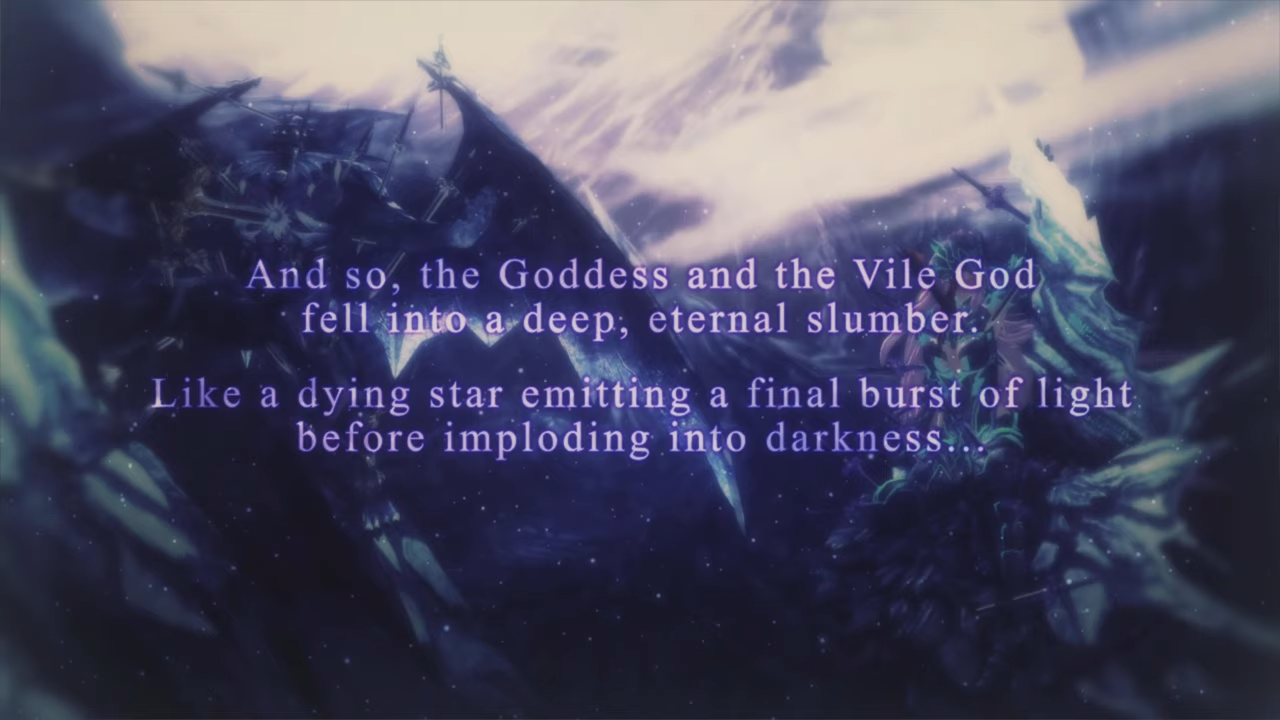 And so, the Goddess and the Vile God
fell into a deep, eternal slumber.
Like a dying star emitting a final burst of light
before imploding into darkness...